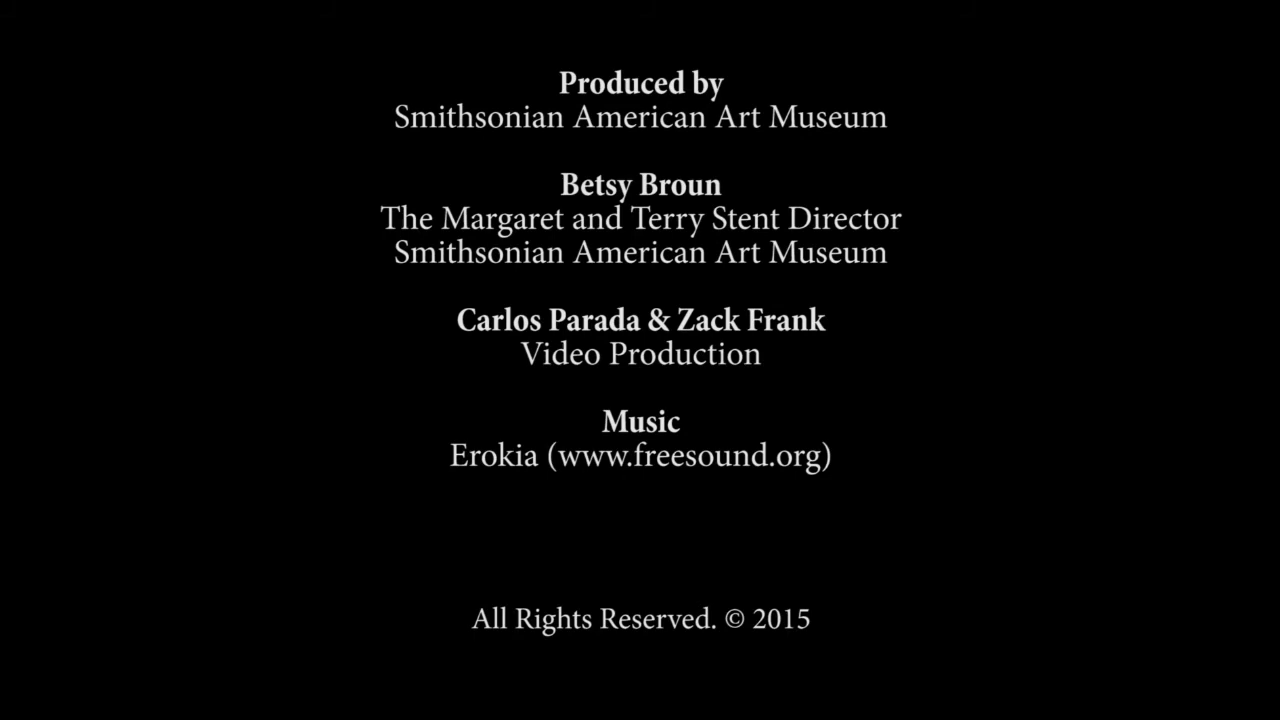 Produced by
Smithsonian American Art Museum
Betsy Broun
The Margaret and Terry Stent Director
Smithsonian American Art Museum
Carlos Parada & Zack Frank
Video Production
Music
Erokia (www.freesound.org)
All Rights Reserved. © 2015